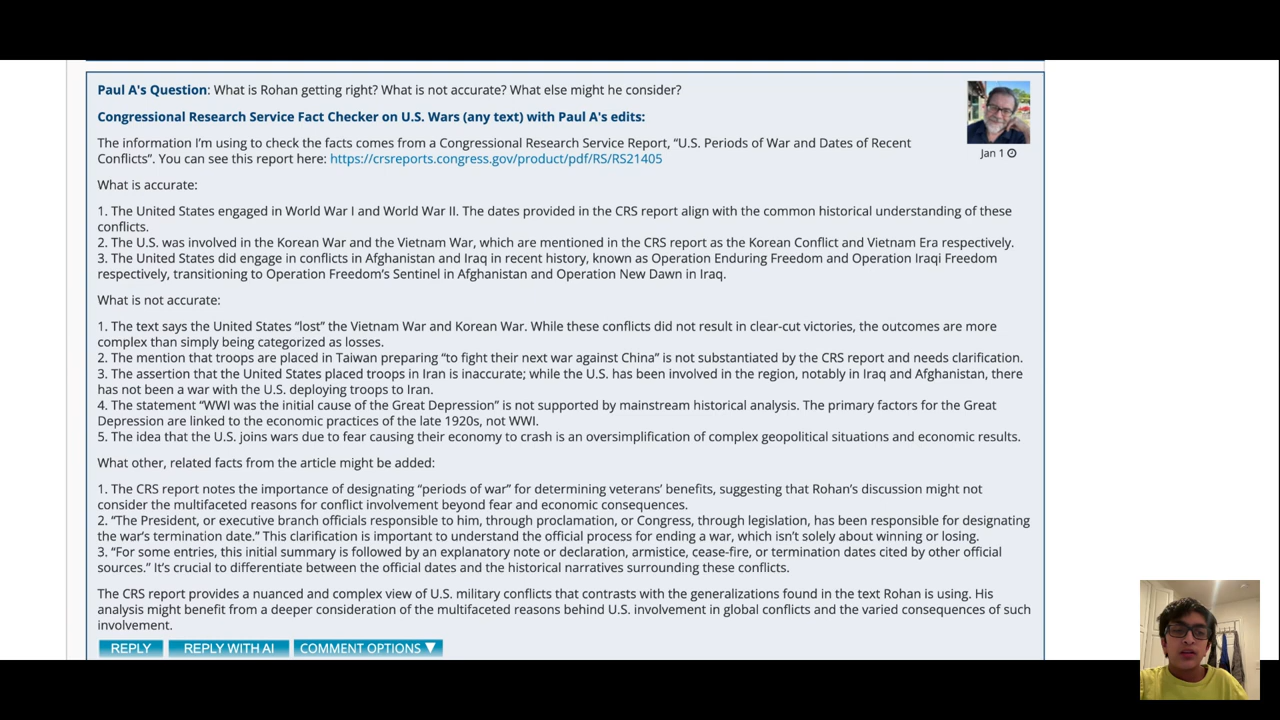 Paul A's Question: What is Rohan getting right? What is not accurate? What else might he consider?
Congressional Research Service Fact Checker on U.S. Wars (any text) with Paul A's edits:
The information I'm using to check the facts comes from a Congressional Research Service Report, “U.S. Periods of War and Dates of Recent
Conflicts”. You can see this report here: https://crsreports.congress.gov/product/pdf/RS/RS21405
Jan 1
What is accurate:
1. The United States engaged in World War I and World War II. The dates provided in the CRS report align with the common historical understanding of these
conflicts.
2. The U.S. was involved in the Korean War and the Vietnam War, which are mentioned in the CRS report as the Korean Conflict and Vietnam Era respectively.
3. The United States did engage in conflicts in Afghanistan and Iraq in recent history, known as Operation Enduring Freedom and Operation Iraqi Freedom
respectively, transitioning to Operation Freedom’s Sentinel in Afghanistan and Operation New Dawn in Iraq.
What is not accurate:
1. The text says the United States “lost” the Vietnam War and Korean War. While these conflicts did not result in clear-cut victories, the outcomes are more
complex than simply being categorized as losses.
2. The mention that troops are placed in Taiwan preparing “to fight their next war against China” is not substantiated by the CRS report and needs clarification.
3. The assertion that the United States placed troops in Iran is inaccurate; while the U.S. has been involved in the region, notably in Iraq and Afghanistan, there
has not been a war with the U.S. deploying troops to Iran.
4. The statement “WWI was the initial cause of the Great Depression” is not supported by mainstream historical analysis. The primary factors for the Great
Depression are linked to the economic practices of the late 1920s, not WWI.
5. The idea that the U.S. joins wars due to fear causing their economy to crash is an oversimplification of complex geopolitical situations and economic results.
What other, related facts from the article might be added:
1. The CRS report notes the importance of designating “periods of war” for determining veterans’ benefits, suggesting that Rohan’s discussion might not
consider the multifaceted reasons for conflict involvement beyond fear and economic consequences.
2. “The President, or executive branch officials responsible to him, through proclamation, or Congress, through legislation, has been responsible for designating
the war’s termination date.” This clarification is important to understand the official process for ending a war, which isn’t solely about winning or losing.
3. “For some entries, this initial summary is followed by an explanatory note or declaration, armistice, cease-fire, or termination dates cited by other official
sources.” It’s crucial to differentiate between the official dates and the historical narratives surrounding these conflicts.
The CRS report provides a nuanced and complex view of U.S. military conflicts that contrasts with the generalizations found in the text Rohan is using. His
analysis might benefit from a deeper consideration of the multifaceted reasons behind U.S. involvement in global conflicts and the varied consequences of such
involvement.
REPLY REPLY WITH AI COMMENT OPTIONS ▼